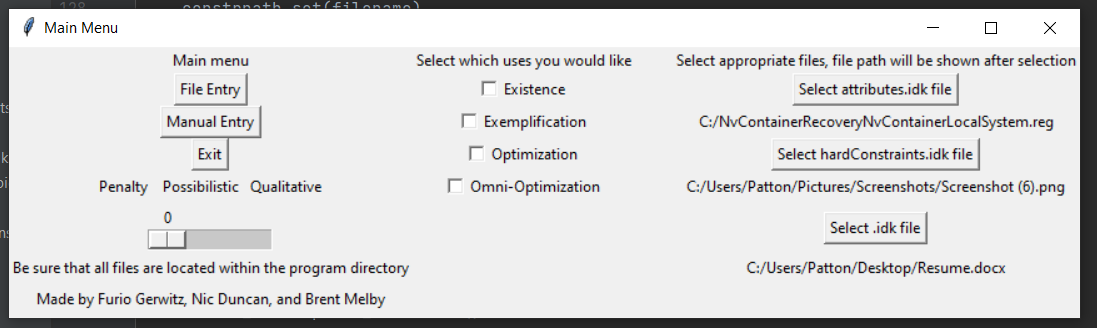 128 constrpath.set(filename)
Main Menu
Main menu
File Entry
Manual Entry
Exit
Penalty Possibilistic Qualitative
0
Be sure that all files are located within the program directory
Made by Furio Gerwitz, Nic Duncan, and Brent Melby
Select which uses you would like
Existence
Exemplification
Optimization
Omni-Optimization
Select appropriate files, file path will be shown after selection
Select attributes.idk file
C:/NvContainerRecoveryNvContainerLocalSystem.reg
Select hardConstraints.idk file
C:/Users/Patton/Pictures/Screenshots/Screenshot (6).png
Select .idk file
C:/Users/Patton/Desktop/Resume.docx